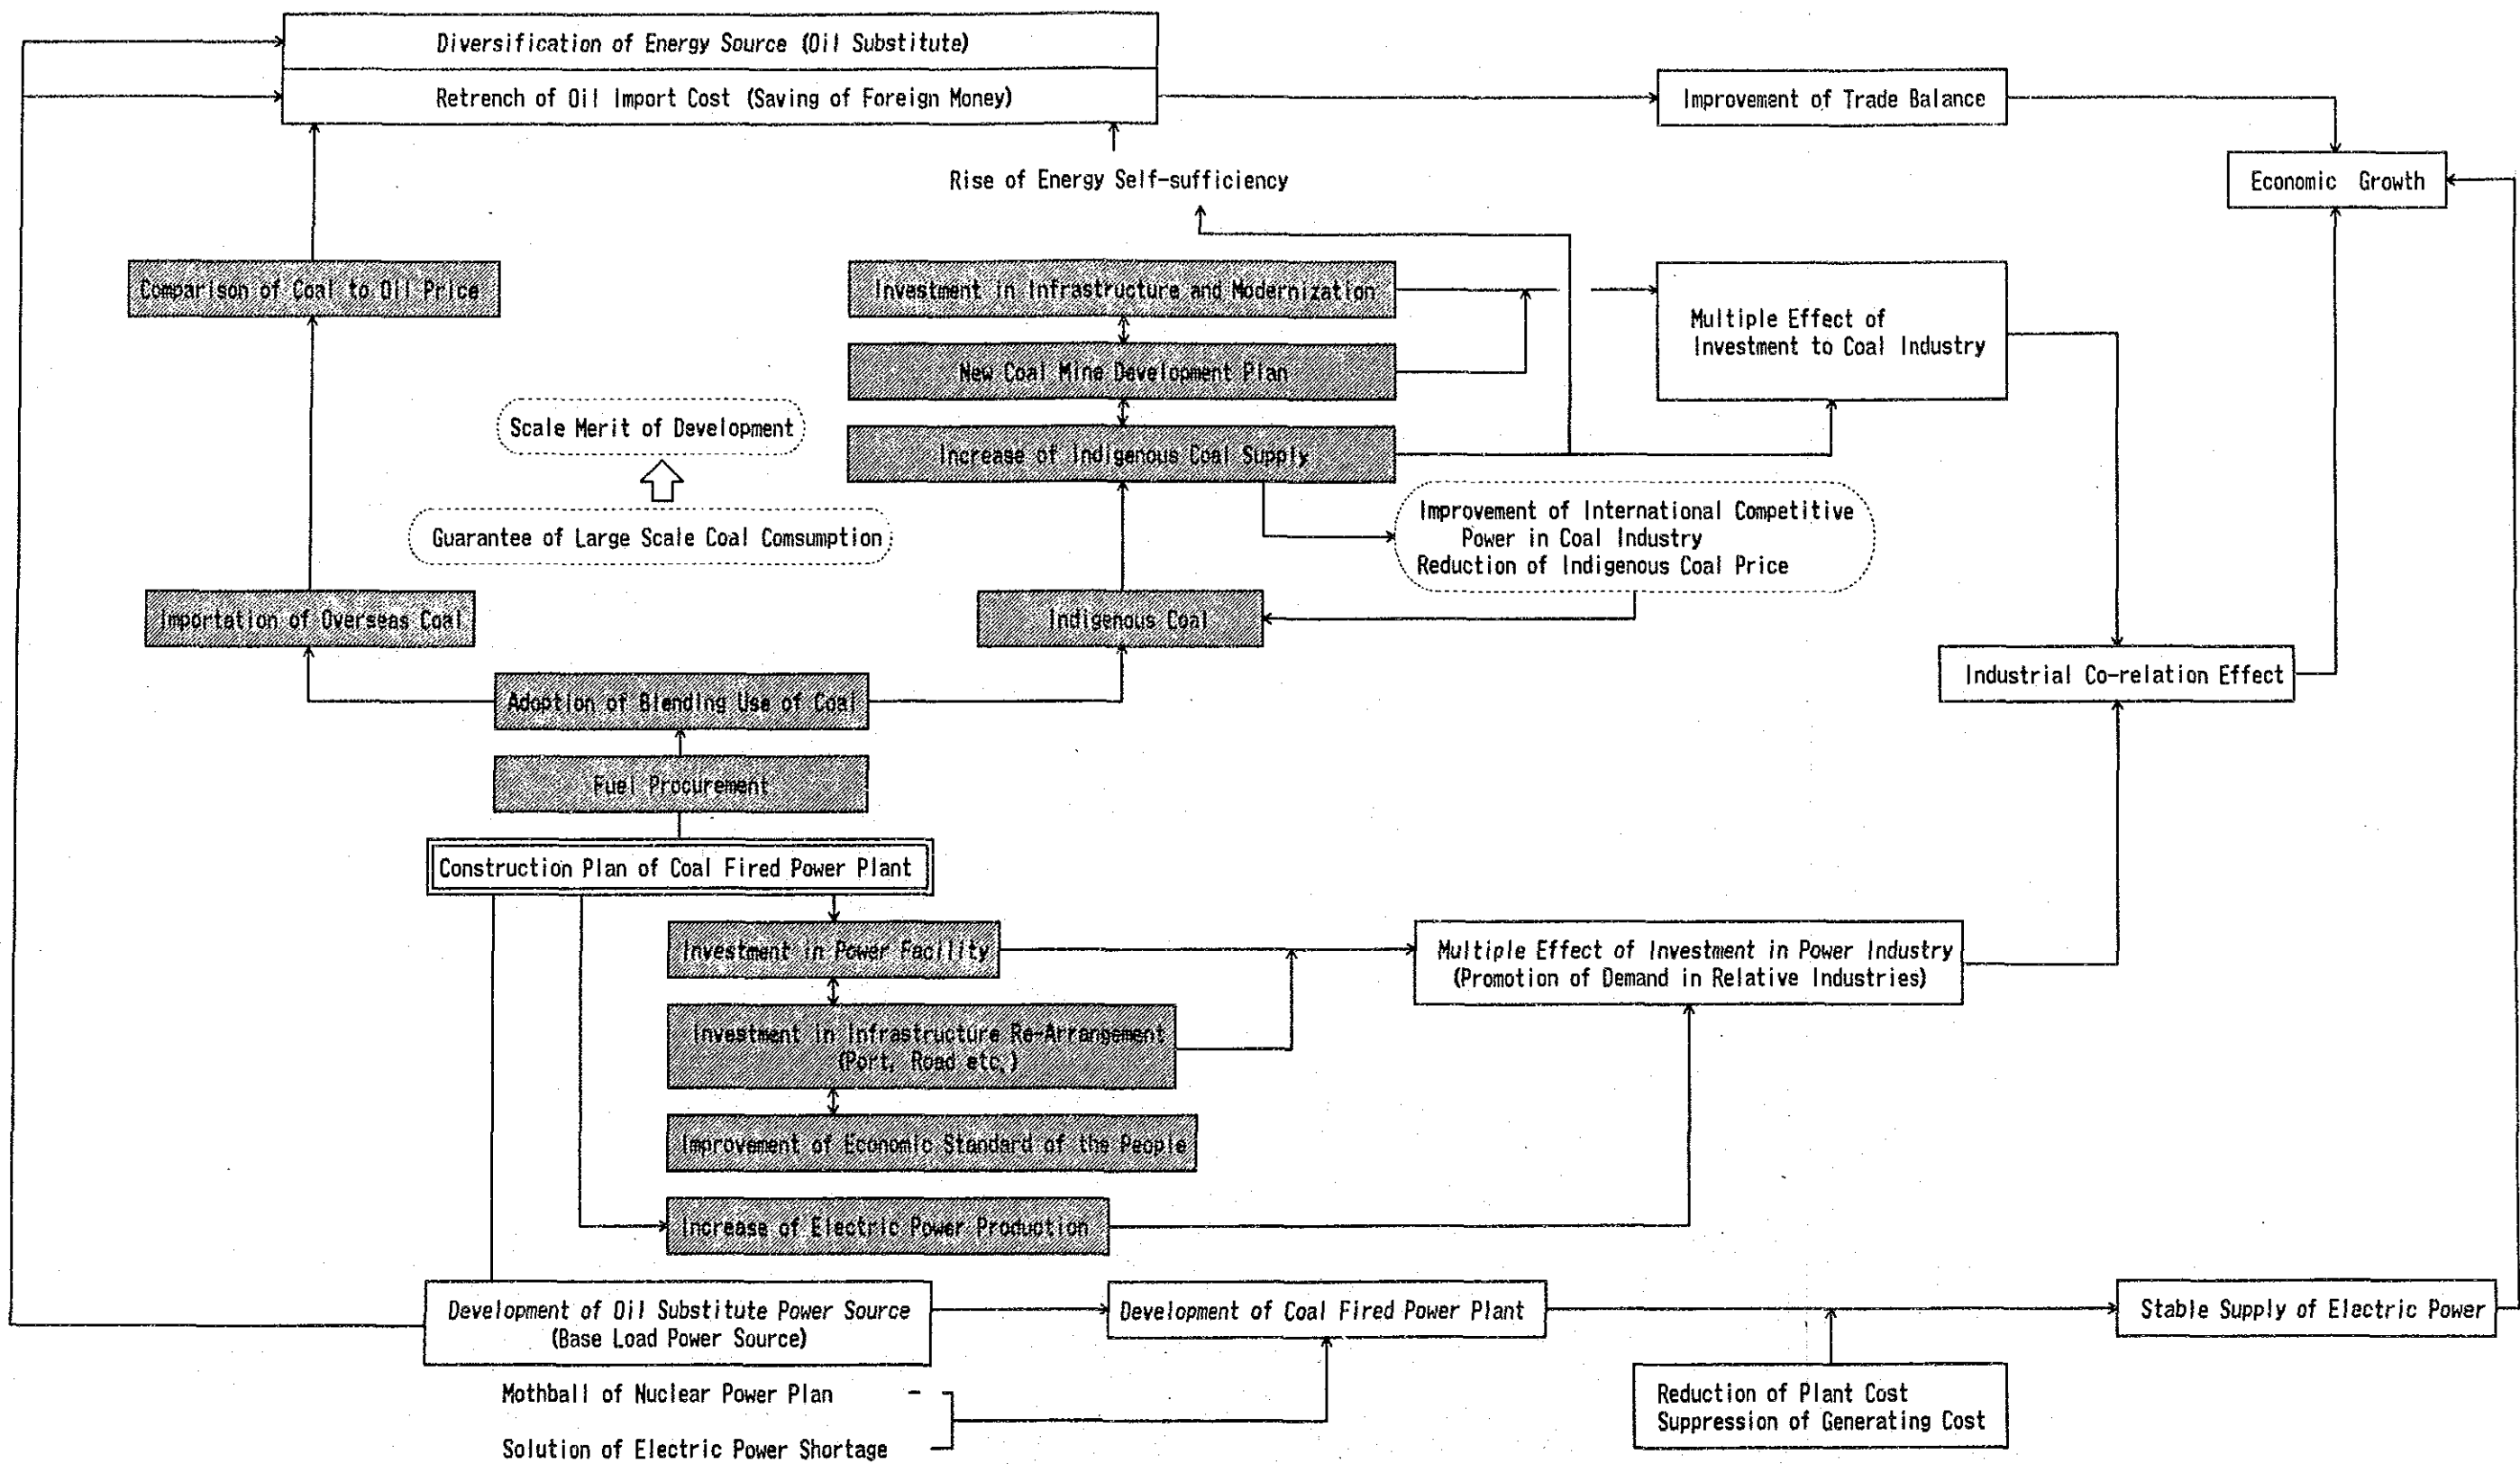 Diversification of Energy Source (Oil Substitute)
Retrench of Oil Import Cost (Saving of Foreign Money)
Improvement of Trade Balance
Economic Growth
Rise of Energy Self-sufficiency
Comparison of Coal to Oil Price
Investment in Infrastructure and Modernization
Multiple Effect of
Investment to Coal Industry
New Coal Mine Development Plan
Scale Merit of Development
Increase of Indigenous Coal Supply
Guarantee of Large Scale Coal Comsumption
Improvement of International Competitive
Power in Coal Industry
Reduction of Indigenous Coal Price
Importation of Overseas Coal
Indigenous Coal
Industrial Co-relation Effect
Adoption of Blending Use of Coal
Fuel Procurement
Construction Plan of Coal Fired Power Plant
Investment in Power Facility
Multiple Effect of Investment in Power Industry
(Promotion of Demand in Relative Industries)
Investment in Infrastructure Re-Arrangement
(Port, Road etc.)
Improvement of Economic Standard of the People
Increase of Electric Power Production
Development of Oil Substitute Power Source
(Base Load Power Source)
Development of Coal Fired Power Plant
Stable Supply of Electric Power
Mothball of Nuclear Power Plan
Solution of Electric Power Shortage
Reduction of Plant Cost
Suppression of Generating Cost